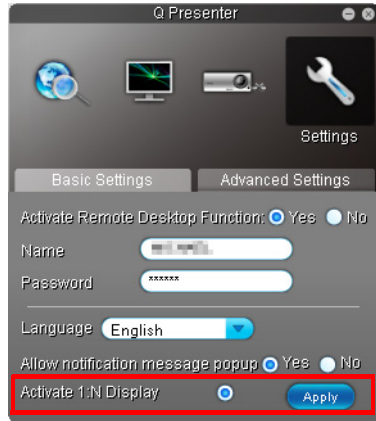 Q Presenter
Settings
Basic Settings Advanced Settings
Activate Remote Desktop Function: Yes No
Name
Password ******
Language English
Allow notification message popup Yes No
Activate 1:N Display Apply